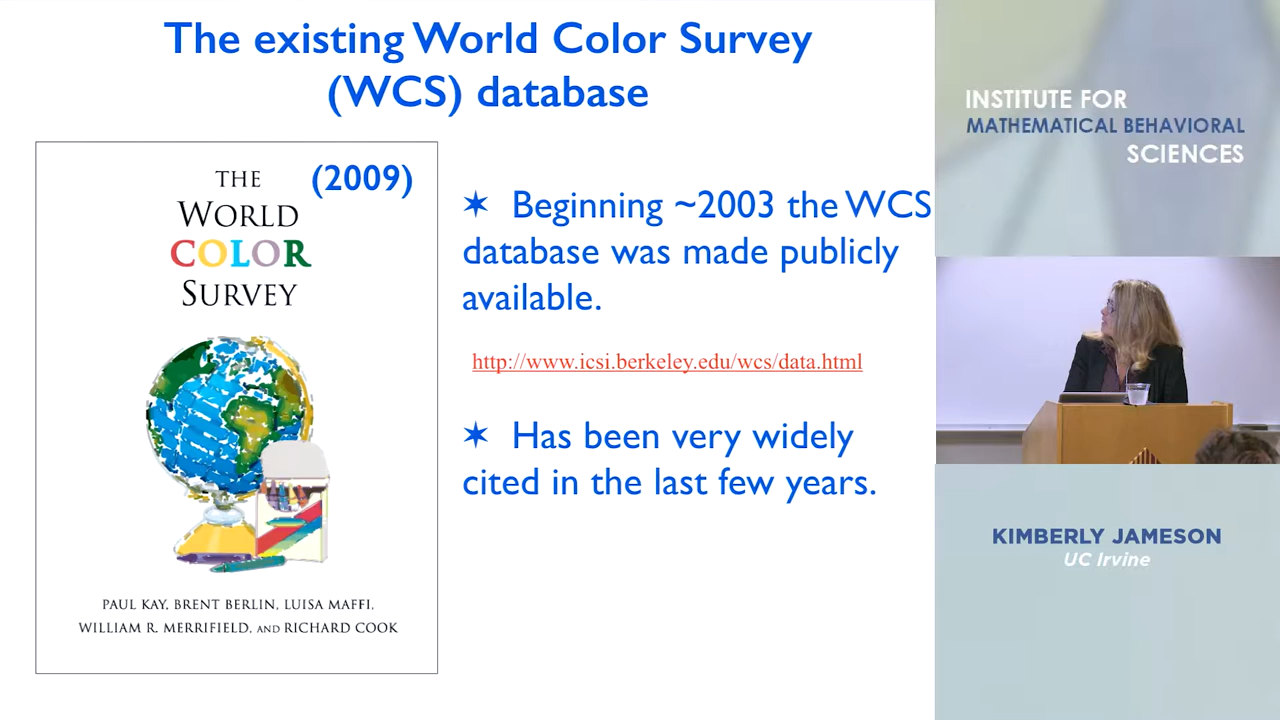 The existing World Color Survey
(WCS) database
(2009)
THE
WORLD
COLOR
SURVEY
PAUL KAY, BRENT BERLIN, LUISA MAFFI,
WILLIAM R. MERRIFIELD, AND RICHARD COOK
✶ Beginning ~2003 the WCS
database was made publicly
available.
http://www.icsi.berkeley.edu/wcs/data.html
✶ Has been very widely
cited in the last few years.
INSTITUTE FOR
MATHEMATICAL BEHAVIORAL
SCIENCES
KIMBERLY JAMESON
UC Irvine